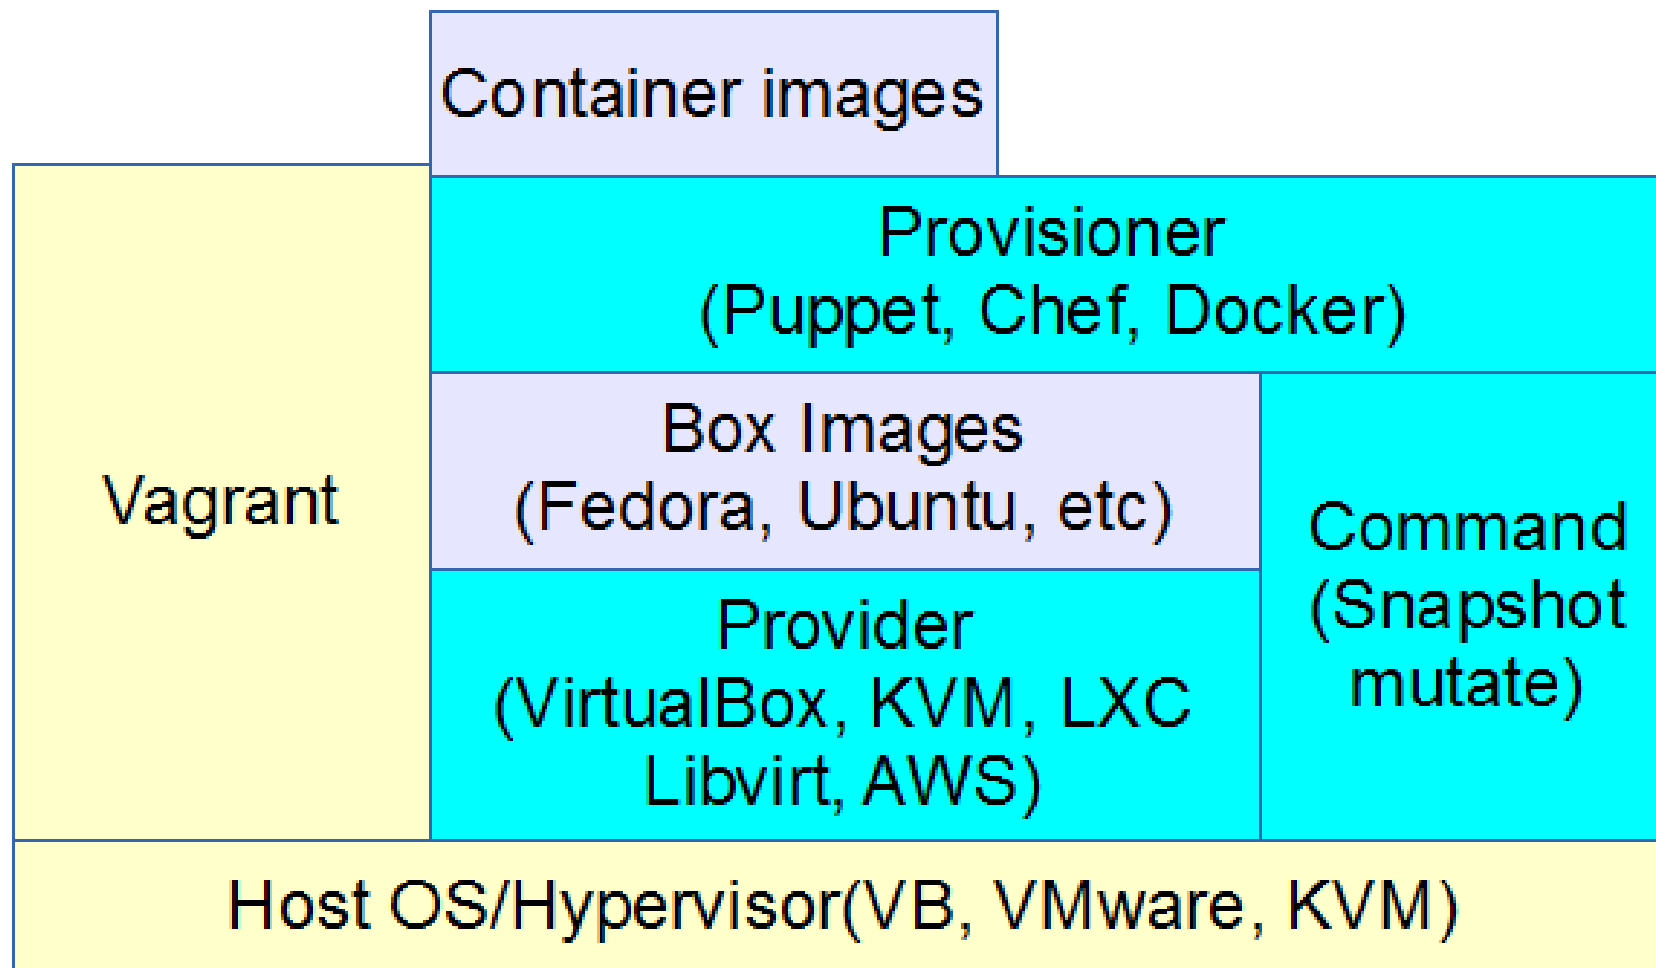 Container images
Provisioner
(Puppet, Chef, Docker)
Vagrant
Box Images
(Fedora, Ubuntu, etc)
Command
(Snapshot
mutate)
Provider
(VirtualBox, KVM, LXC
Libvirt, AWS)
Host OS/Hypervisor(VB, VMware, KVM)